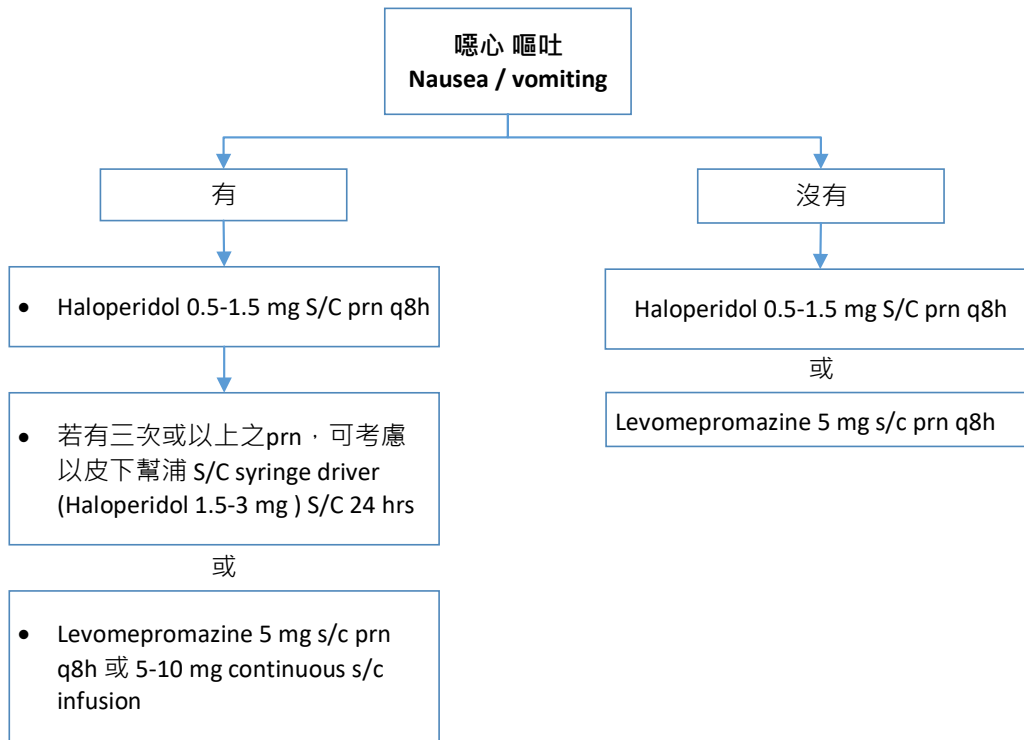 噁心 嘔吐
Nausea / vomiting
有
沒有
• Haloperidol 0.5-1.5 mg S/C prn q8h
Haloperidol 0.5-1.5 mg S/C prn q8h
或
Levomepromazine 5 mg s/c prn q8h
• 若有三次或以上之prn，可考慮
以皮下幫浦 S/C syringe driver
(Haloperidol 1.5-3 mg ) S/C 24 hrs
或
• Levomepromazine 5 mg s/c prn
q8h 或 5-10 mg continuous s/c
infusion